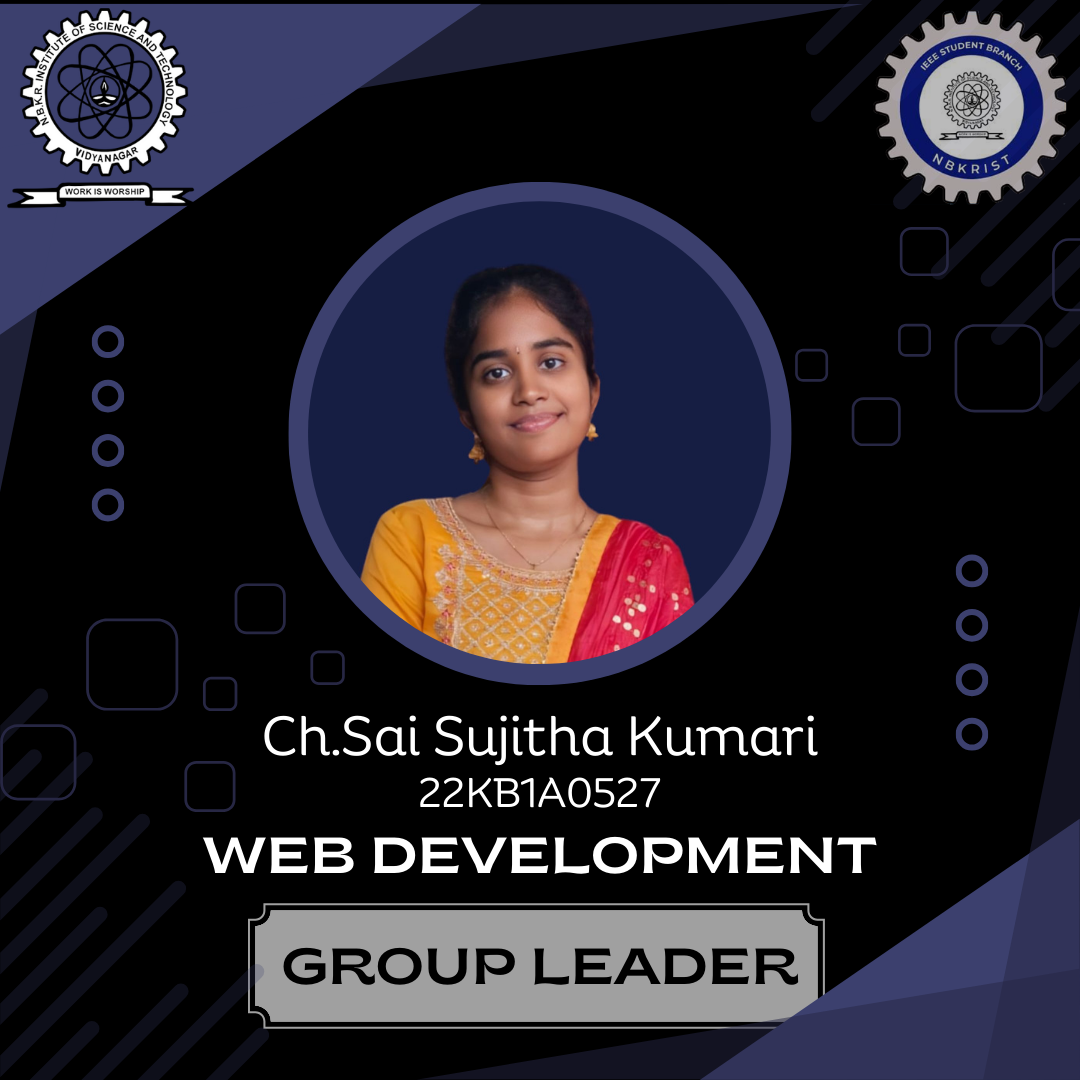 N.B.K.R. INSTITUTE OF SCIENCE AND TECHNOLOGY
VIDYANAGAR
WORK IS WORSHIP
IEEE STUDENT BRANCH
NBKRIST
Ch.Sai Sujitha Kumari
22KB1A0527
WEB DEVELOPMENT
GROUP LEADER